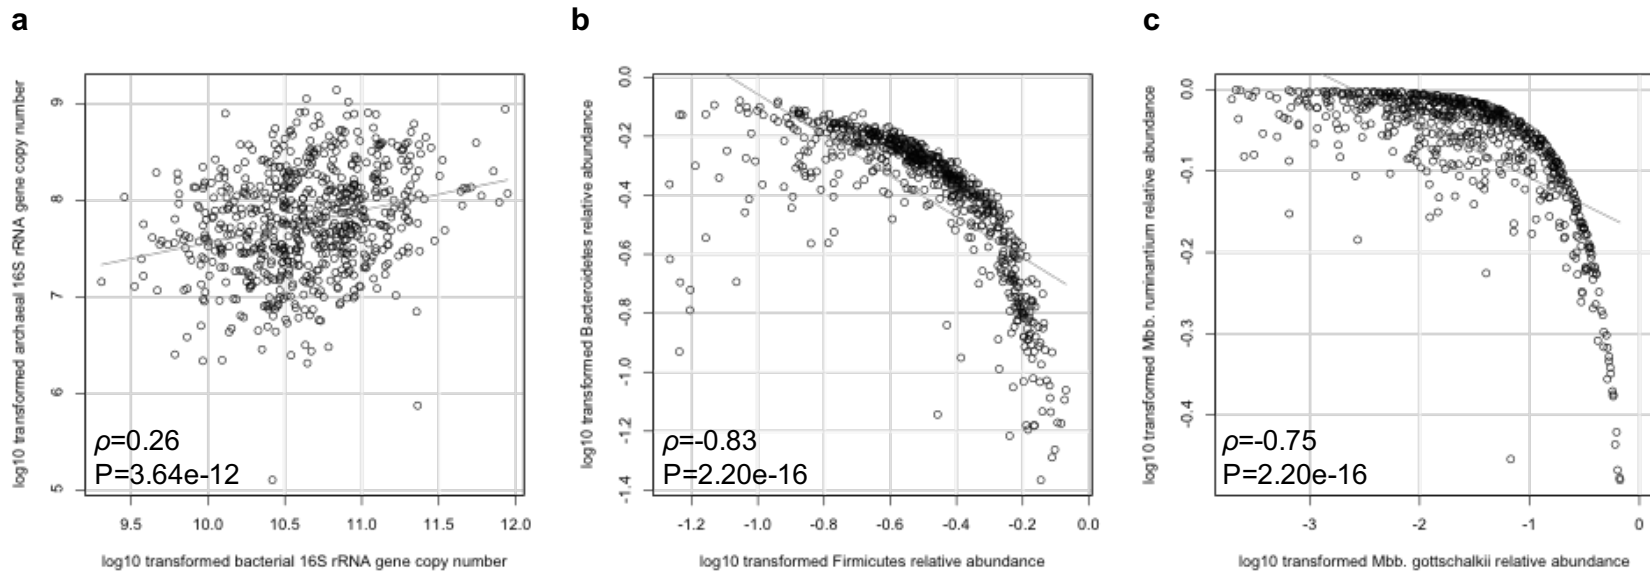 a
b
c
log10 transformed archaeal 16S rRNA gene copy number
9
8
7
6
5
ρ=0.26
P=3.64e-12
9.5 10.0 10.5 11.0 11.5 12.0
log10 transformed bacterial 16S rRNA gene copy number
log10 transformed Bacteroidetes relative abundance
0.0
-0.2
-0.4
-0.6
-0.8
-1.0
-1.2
-1.4
ρ=-0.83
P=2.20e-16
-1.2 -1.0 -0.8 -0.6 -0.4 -0.2 0.0
log10 transformed Firmicutes relative abundance
log10 transformed Mbb. ruminantium relative abundance
0.0
-0.1
-0.2
-0.3
-0.4
ρ=-0.75
P=2.20e-16
-3 -2 -1 0
log10 transformed Mbb. gottschalkii relative abundance